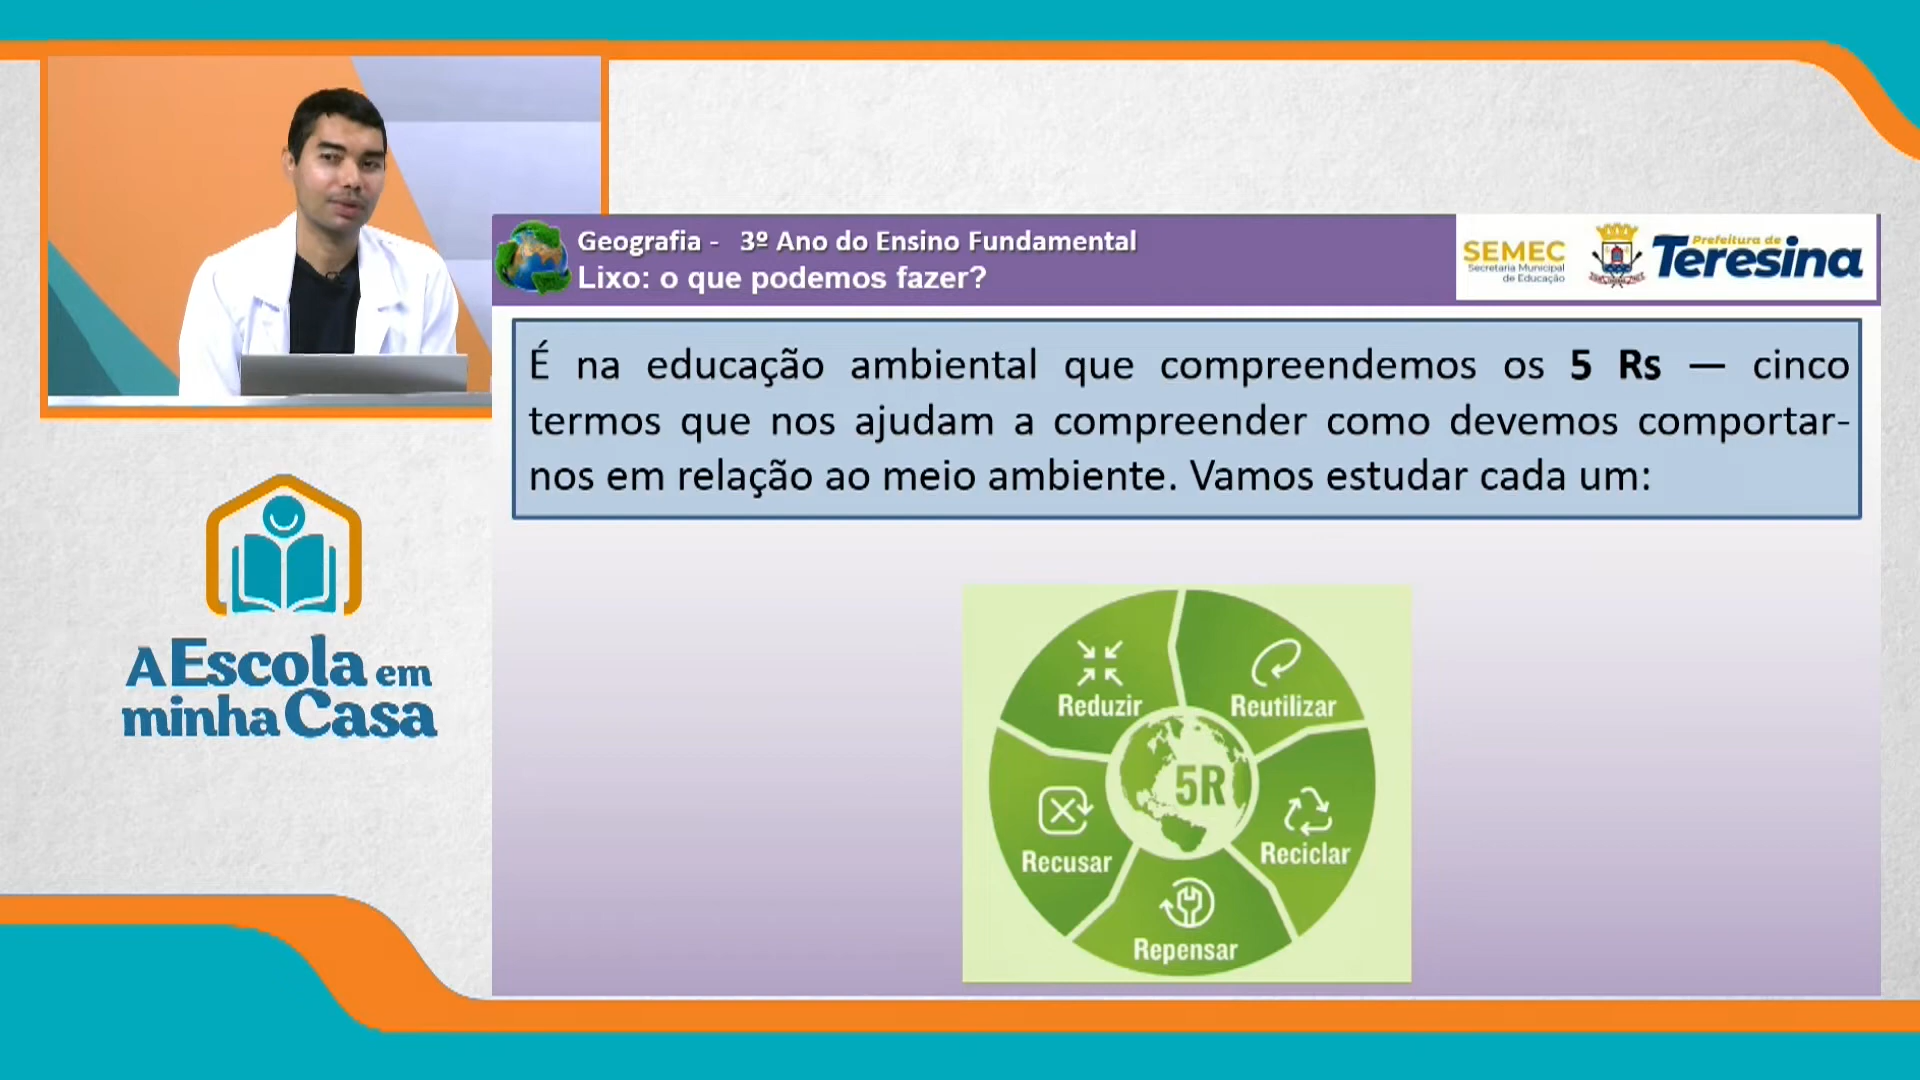 Geografia - 3º Ano do Ensino Fundamental
Lixo: o que podemos fazer?
SEMEC
Secretaria Municipal
de Educação
Prefeitura de
Teresina
É na educação ambiental que compreendemos os 5 Rs — cinco
termos que nos ajudam a compreender como devemos comportar-
nos em relação ao meio ambiente. Vamos estudar cada um:
A Escola em
minha Casa
Reduzir
Reutilizar
5R
Recusar
Reciclar
Repensar